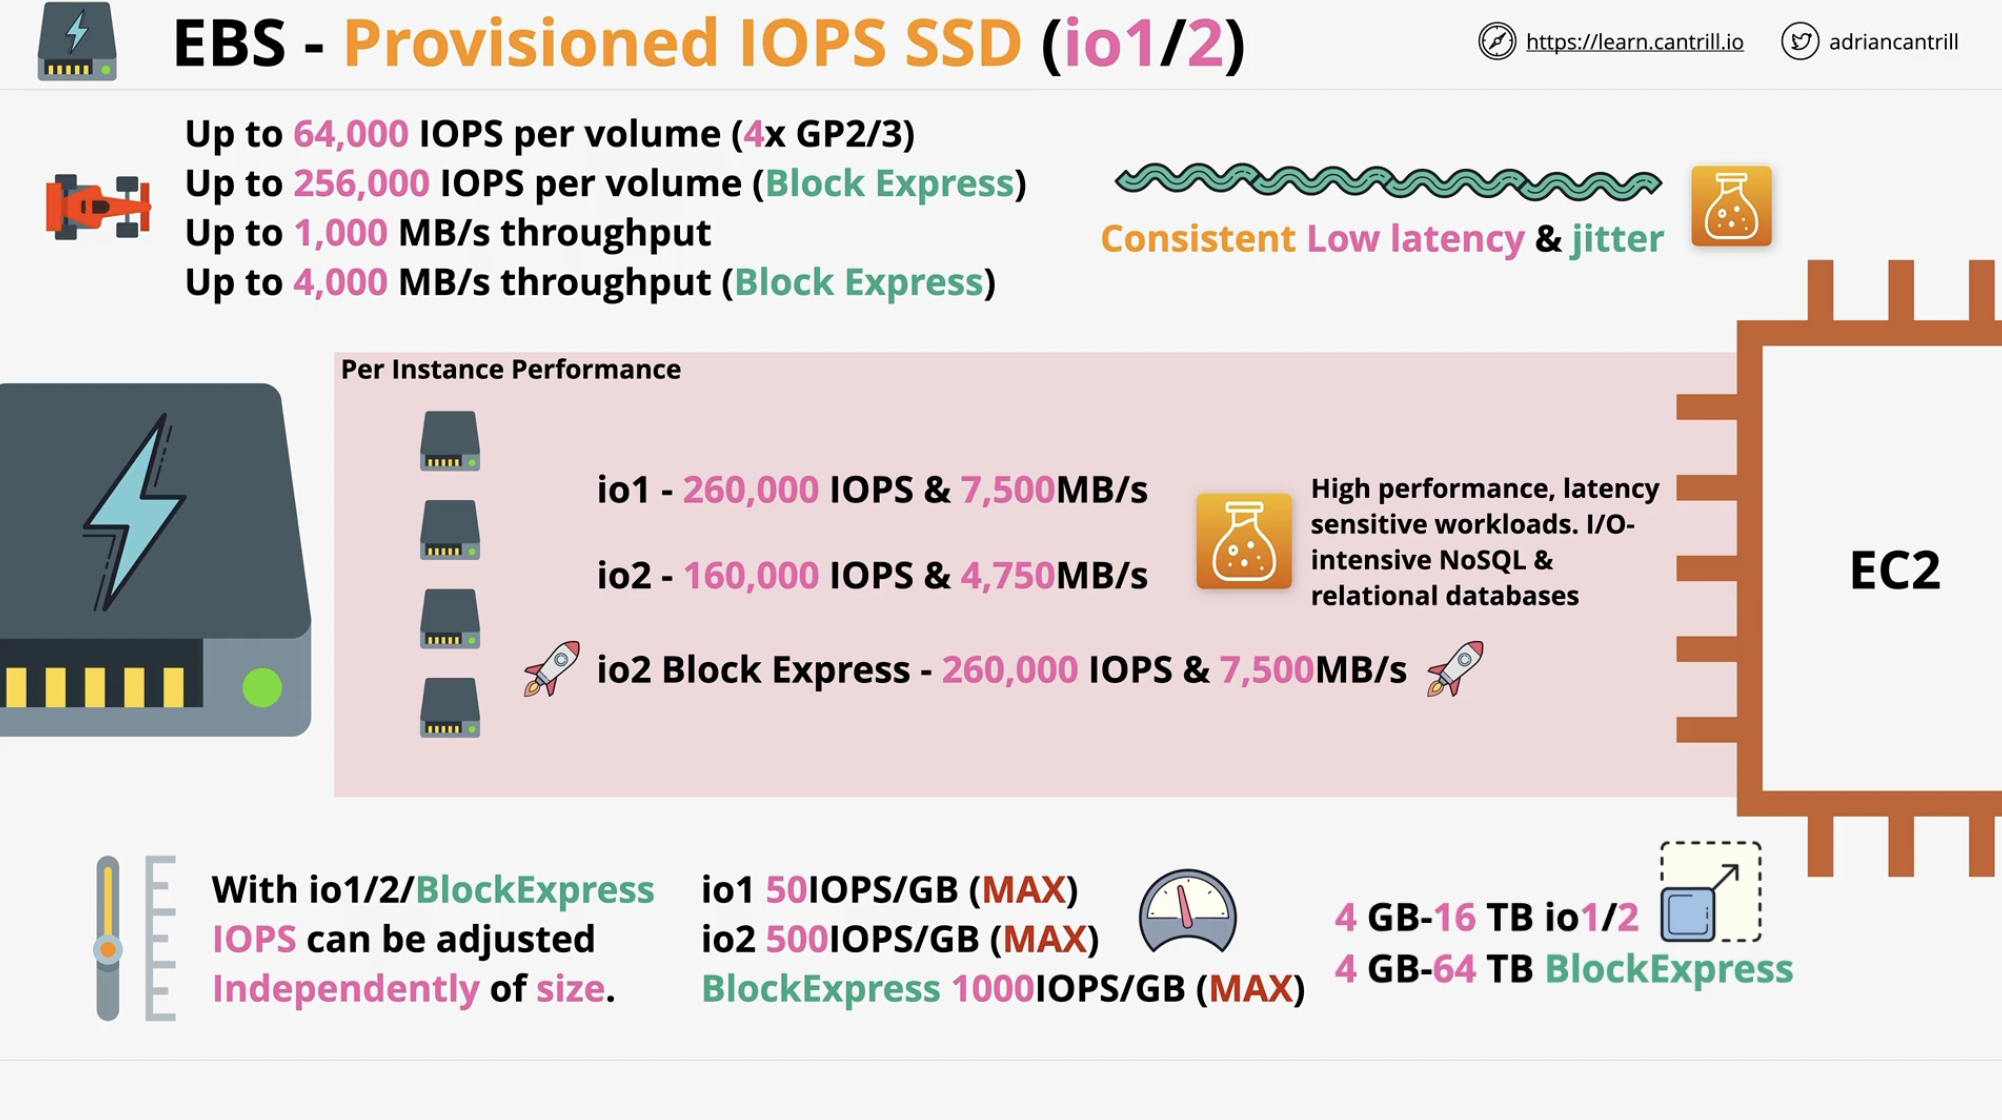 EBS - Provisioned IOPS SSD (io1/2)
https://learn.cantrill.io
adriancantrill
Up to 64,000 IOPS per volume (4x GP2/3)
Up to 256,000 IOPS per volume (Block Express)
Up to 1,000 MB/s throughput
Up to 4,000 MB/s throughput (Block Express)
Consistent Low latency & jitter
Per Instance Performance
io1 - 260,000 IOPS & 7,500MB/s
io2 - 160,000 IOPS & 4,750MB/s
io2 Block Express - 260,000 IOPS & 7,500MB/s
High performance, latency
sensitive workloads. I/O-
intensive NoSQL &
relational databases
EC2
With io1/2/BlockExpress
IOPS can be adjusted
Independently of size.
io1 50IOPS/GB (MAX)
io2 500IOPS/GB (MAX)
BlockExpress 1000IOPS/GB (MAX)
4 GB-16 TB io1/2
4 GB-64 TB BlockExpress